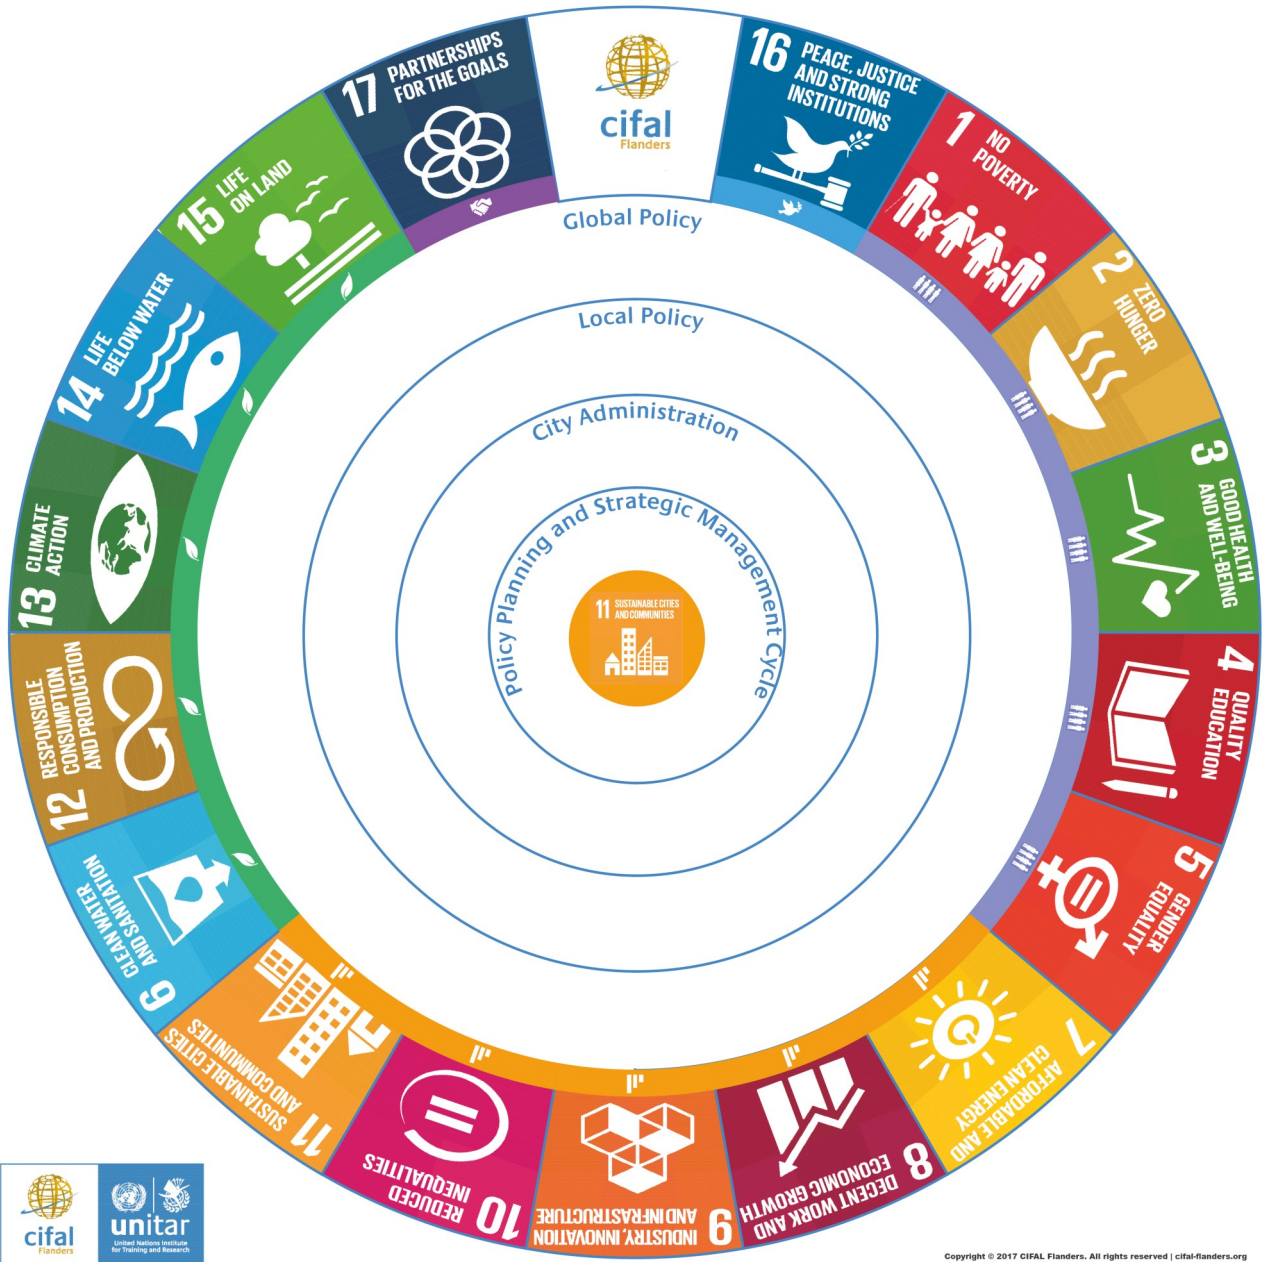 cifal
Flanders
16 PEACE, JUSTICE
AND STRONG
INSTITUTIONS
1 NO
POVERTY
2 ZERO
HUNGER
3 GOOD HEALTH
AND WELL-BEING
4 QUALITY
EDUCATION
5 GENDER
EQUALITY
7 AFFORDABLE AND
CLEAN ENERGY
8 DECENT WORK AND
ECONOMIC GROWTH
9 INDUSTRY, INNOVATION
AND INFRASTRUCTURE
10 REDUCED
INEQUALITIES
11 SUSTAINABLE CITIES
AND COMMUNITIES
6 CLEAN WATER
AND SANITATION
12 RESPONSIBLE
CONSUMPTION
AND PRODUCTION
13 CLIMATE
ACTION
14 LIFE
BELOW WATER
15 LIFE
ON LAND
17 PARTNERSHIPS
FOR THE GOALS
Global Policy
Local Policy
City Administration
Policy Planning and Strategic Management Cycle
11 SUSTAINABLE CITIES
AND COMMUNITIES
cifal
Flanders
unitar
United Nations Institute
for Training and Research
Copyright © 2017 CIFAL Flanders. All rights reserved | cifal-flanders.org